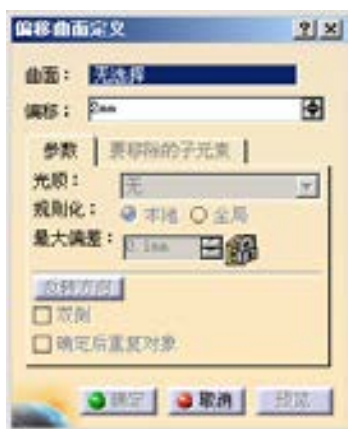 偏移曲面定义
曲面： 无选择
偏移： 2mm
参数 要移除的子元素
光顺： 无
规则化： 本地 全局
最大偏差： 0.1mm
反转方向
双侧
确定后重复对象
确定 取消 预览